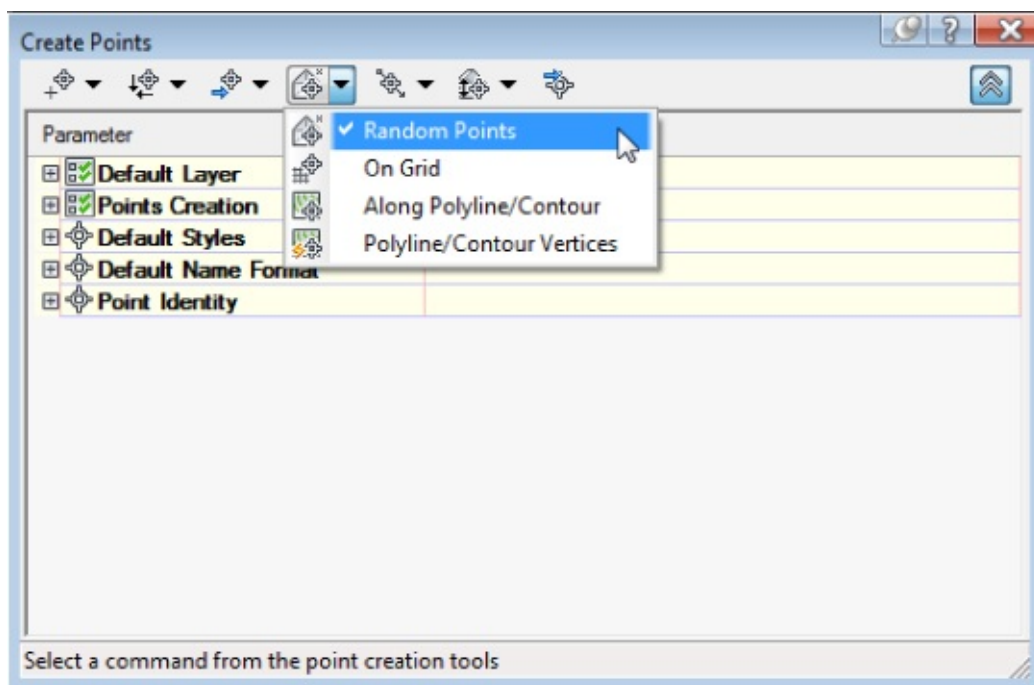 Create Points
Parameter
Random Points
On Grid
Along Polyline/Contour
Polyline/Contour Vertices
Default Layer
Points Creation
Default Styles
Default Name Format
Point Identity
Select a command from the point creation tools